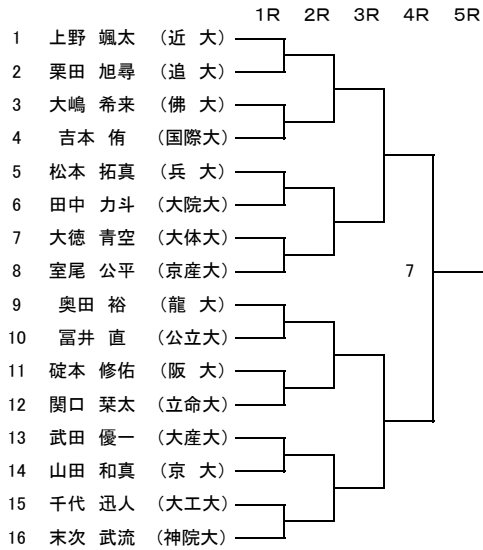 1R 2R 3R 4R 5R
1 上野 颯太 (近 大)
2 栗田 旭尋 (追 大)
3 大嶋 希来 (佛 大)
4 吉本 侑 (国際大)
5 松本 拓真 (兵 大)
6 田中 力斗 (大院大)
7 大徳 青空 (大体大)
8 室尾 公平 (京産大)
7
9 奥田 裕 (龍 大)
10 冨井 直 (公立大)
11 碇本 修佑 (阪 大)
12 関口 栞太 (立命大)
13 武田 優一 (大産大)
14 山田 和真 (京 大)
15 千代 迅人 (大工大)
16 末次 武流 (神院大)